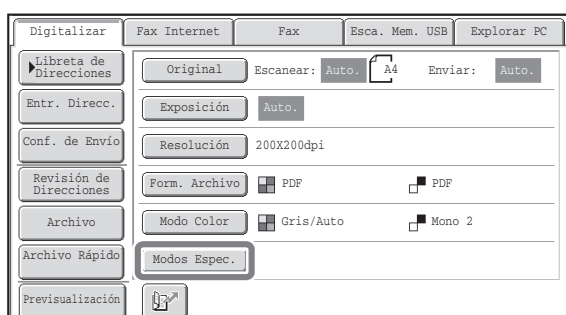 Digitalizar Fax Internet Fax Esca. Mem. USB Explorar PC
Libreta de
Direcciones
Original Escanear: Auto. A4 Enviar: Auto.
Entr. Direcc.
Exposición Auto.
Conf. de Envío
Resolución 200X200dpi
Revisión de
Direcciones
Form. Archivo PDF PDF
Archivo
Modo Color Gris/Auto Mono 2
Archivo Rápido
Modos Espec.
Previsualización